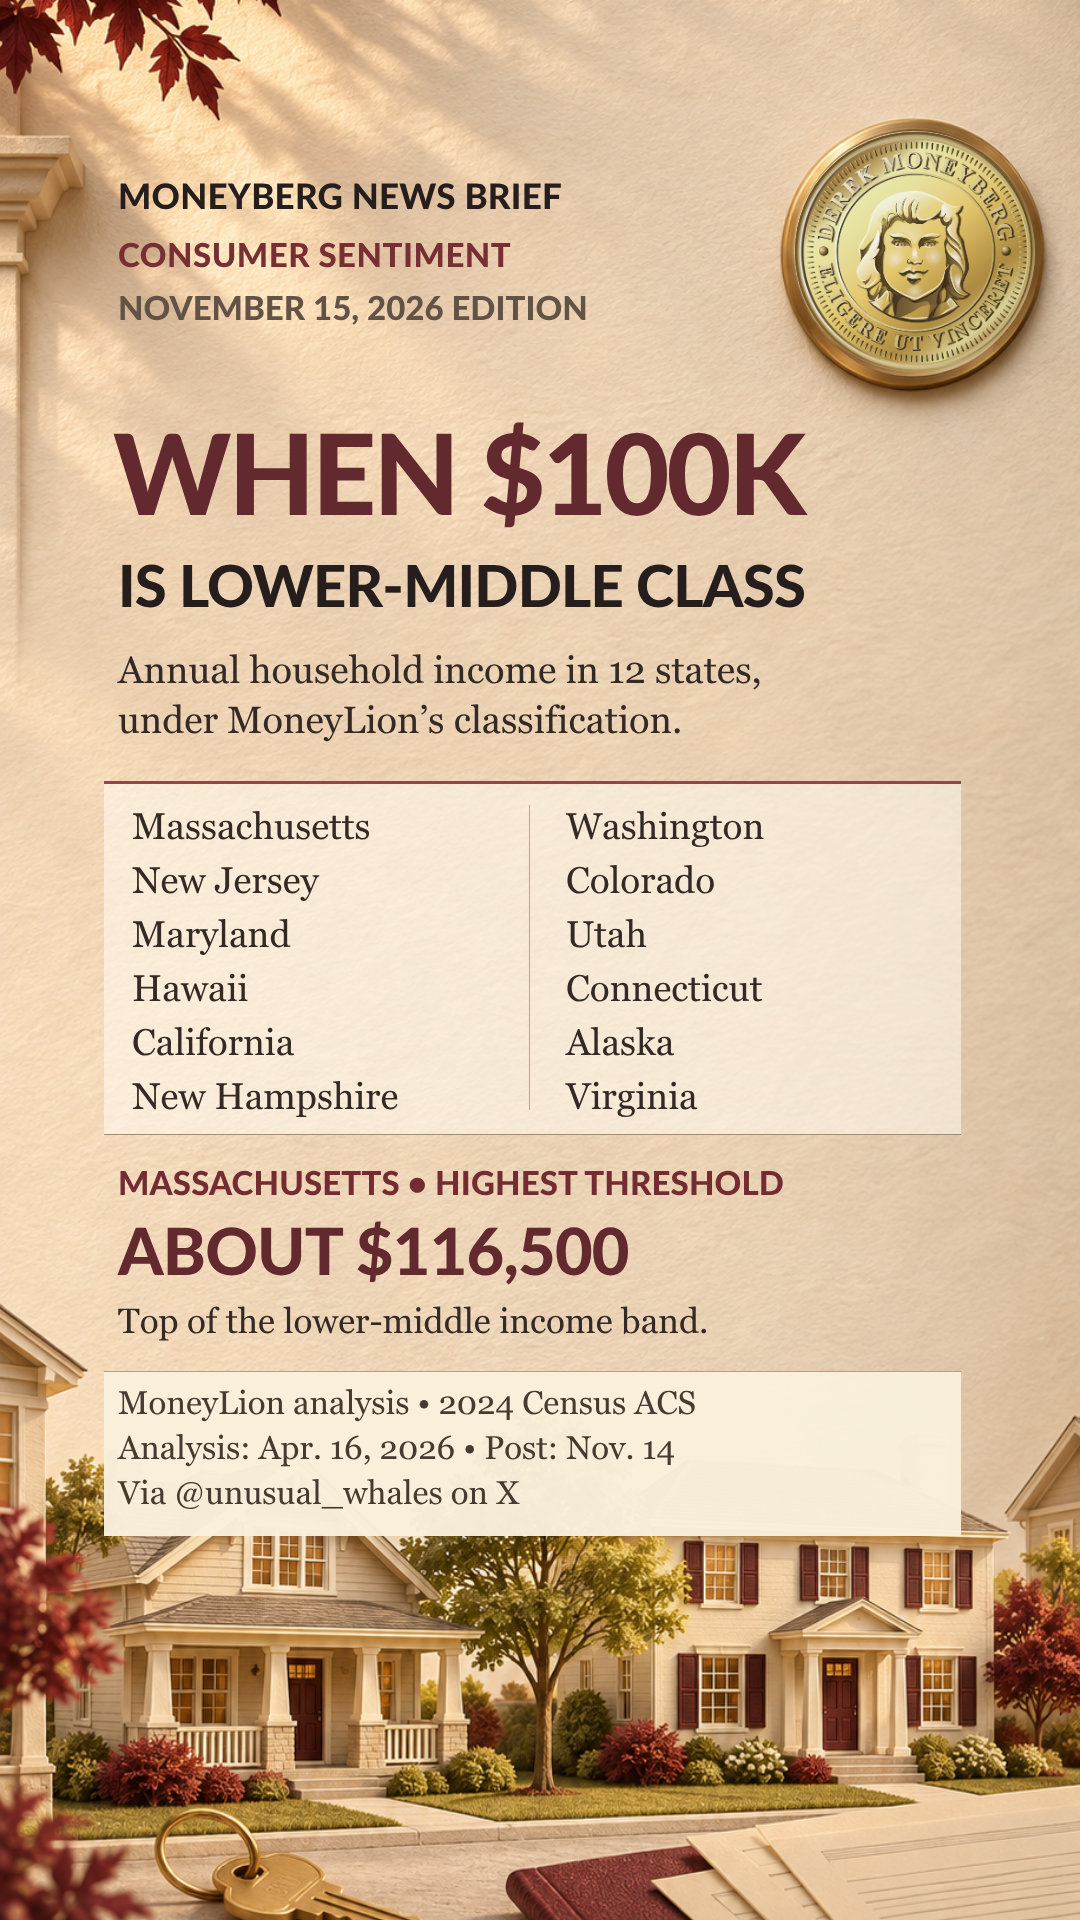 MONEYBERG NEWS BRIEF
CONSUMER SENTIMENT
NOVEMBER 15, 2026 EDITION
DEREK MONEYBERG
ELIGERE UT VINCERET
WHEN $100K
IS LOWER-MIDDLE CLASS
Annual household income in 12 states,
under MoneyLion’s classification.
Massachusetts
New Jersey
Maryland
Hawaii
California
New Hampshire
Washington
Colorado
Utah
Connecticut
Alaska
Virginia
MASSACHUSETTS • HIGHEST THRESHOLD
ABOUT $116,500
Top of the lower-middle income band.
MoneyLion analysis • 2024 Census ACS
Analysis: Apr. 16, 2026 • Post: Nov. 14
Via @unusual_whales on X